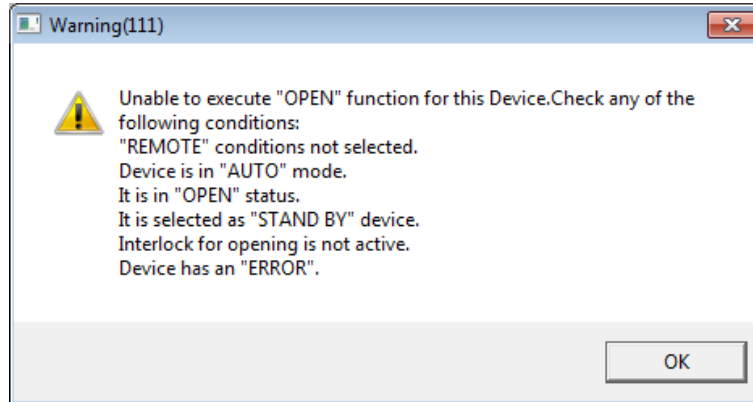 Warning(111)
Unable to execute "OPEN" function for this Device.Check any of the
following conditions:
"REMOTE" conditions not selected.
Device is in "AUTO" mode.
It is in "OPEN" status.
It is selected as "STAND BY" device.
Interlock for opening is not active.
Device has an "ERROR".
OK